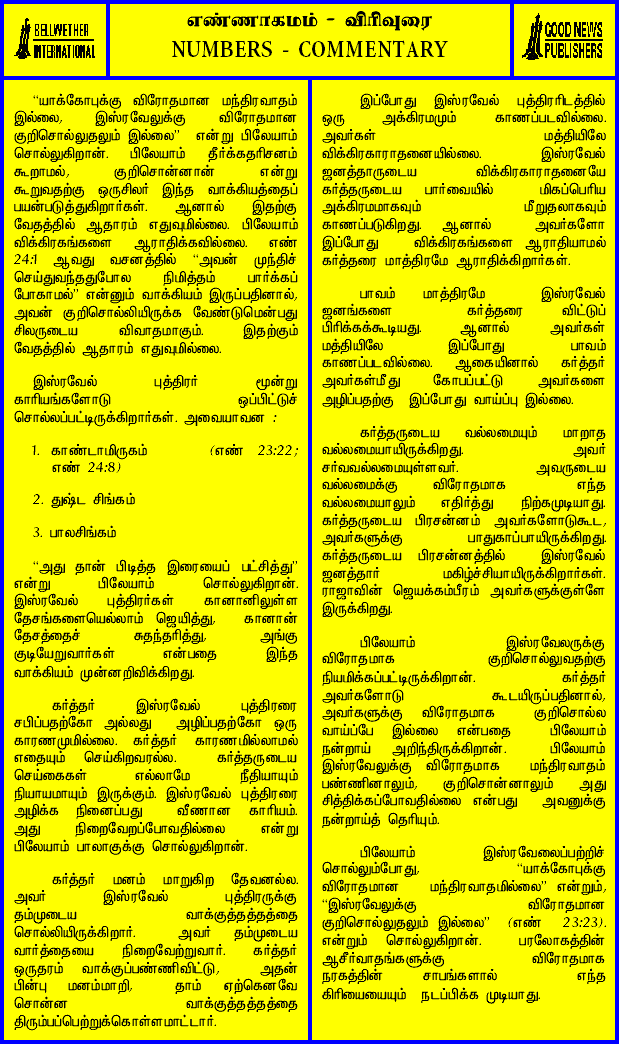 BELLWETHER
INTERNATIONAL
எண்ணாகமம் - விரிவுரை
NUMBERS - COMMENTARY
GOOD NEWS
PUBLISHERS
“யாக்கோபுக்கு விரோதமான மந்திரவாதம்
இல்லை, இஸ்ரவேலுக்கு விரோதமான
குறிசொல்லுதலும் இல்லை” என்று பிலேயாம்
சொல்லுகிறான். பிலேயாம் தீர்க்கதரிசனம்
கூறாமல், குறிசொன்னான் என்று
கூறுவதற்கு ஒருசிலர் இந்த வாக்கியத்தைப்
பயன்படுத்துகிறார்கள். ஆனால் இதற்கு
வேதத்தில் ஆதாரம் எதுவுமில்லை. பிலேயாம்
விக்கிரகங்களை ஆராதிக்கவில்லை. எண்
24:1 ஆவது வசனத்தில் “அவன் முந்திச்
செய்துவந்ததுபோல நிமித்தம் பார்க்கப்
போகாமல்” என்னும் வாக்கியம் இருப்பதினால்,
அவன் குறிசொல்லியிருக்க வேண்டுமென்பது
சிலருடைய விவாதமாகும். இதற்கும்
வேதத்தில் ஆதாரம் எதுவுமில்லை.
இஸ்ரவேல் புத்திரர் மூன்று
காரியங்களோடு ஒப்பிட்டுச்
சொல்லப்பட்டிருக்கிறார்கள். அவையாவன :
1. காண்டாமிருகம் (எண் 23:22;
எண் 24:8)
2. துஷ்ட சிங்கம்
3. பாலசிங்கம்
“அது தான் பிடித்த இரையைப் பட்சித்து”
என்று பிலேயாம் சொல்லுகிறான்.
இஸ்ரவேல் புத்திரர்கள் கானானிலுள்ள
தேசங்களையெல்லாம் ஜெயித்து, கானான்
தேசத்தைச் சுதந்தரித்து, அங்கு
குடியேறுவார்கள் என்பதை இந்த
வாக்கியம் முன்னறிவிக்கிறது.
கர்த்தர் இஸ்ரவேல் புத்திரரை
சபிப்பதற்கோ அல்லது அழிப்பதற்கோ ஒரு
காரணமுமில்லை. கர்த்தர் காரணமில்லாமல்
எதையும் செய்கிறவரல்ல. கர்த்தருடைய
செய்கைகள் எல்லாமே நீதியாயும்
நியாயமாயும் இருக்கும். இஸ்ரவேல் புத்திரரை
அழிக்க நினைப்பது வீணான காரியம்.
அது நிறைவேறப்போவதில்லை என்று
பிலேயாம் பாலாகுக்கு சொல்லுகிறான்.
கர்த்தர் மனம் மாறுகிற தேவனல்ல.
அவர் இஸ்ரவேல் புத்திரருக்கு
தம்முடைய வாக்குத்தத்தத்தை
சொல்லியிருக்கிறார். அவர் தம்முடைய
வார்த்தையை நிறைவேற்றுவார். கர்த்தர்
ஒருதரம் வாக்குப்பண்ணிவிட்டு, அதன்
பின்பு மனம்மாறி, தாம் ஏற்கெனவே
சொன்ன வாக்குத்தத்தத்தை
திரும்பப்பெற்றுக்கொள்ளமாட்டார்.
இப்போது இஸ்ரவேல் புத்திரரிடத்தில்
ஒரு அக்கிரமமும் காணப்படவில்லை.
அவர்கள் மத்தியிலே
விக்கிரகாராதனையில்லை. இஸ்ரவேல்
ஜனத்தாருடைய விக்கிரகாராதனையே
கர்த்தருடைய பார்வையில் மிகப்பெரிய
அக்கிரமமாகவும் மீறுதலாகவும்
காணப்படுகிறது. ஆனால் அவர்களோ
இப்போது விக்கிரகங்களை ஆராதியாமல்
கர்த்தரை மாத்திரமே ஆராதிக்கிறார்கள்.
பாவம் மாத்திரமே இஸ்ரவேல்
ஜனங்களை கர்த்தரை விட்டுப்
பிரிக்கக்கூடியது. ஆனால் அவர்கள்
மத்தியிலே இப்போது பாவம்
காணப்படவில்லை. ஆகையினால் கர்த்தர்
அவர்கள்மீது கோபப்பட்டு அவர்களை
அழிப்பதற்கு இப்போது வாய்ப்பு இல்லை.
கர்த்தருடைய வல்லமையும் மாறாத
வல்லமையாயிருக்கிறது. அவர்
சர்வவல்லமையுள்ளவர். அவருடைய
வல்லமைக்கு விரோதமாக எந்த
வல்லமையாலும் எதிர்த்து நிற்கமுடியாது.
கர்த்தருடைய பிரசன்னம் அவர்களோடுகூட,
அவர்களுக்கு பாதுகாப்பாயிருக்கிறது.
கர்த்தருடைய பிரசன்னத்தில் இஸ்ரவேல்
ஜனத்தார் மகிழ்ச்சியாயிருக்கிறார்கள்.
ராஜாவின் ஜெயக்கம்பீரம் அவர்களுக்குள்ளே
இருக்கிறது.
பிலேயாம் இஸ்ரவேலருக்கு
விரோதமாக குறிசொல்லுவதற்கு
நியமிக்கப்பட்டிருக்கிறான். கர்த்தர்
அவர்களோடு கூடயிருப்பதினால்,
அவர்களுக்கு விரோதமாக குறிசொல்ல
வாய்ப்பே இல்லை என்பதை பிலேயாம்
நன்றாய் அறிந்திருக்கிறான். பிலேயாம்
இஸ்ரவேலுக்கு விரோதமாக மந்திரவாதம்
பண்ணினாலும், குறிசொன்னாலும் அது
சித்திக்கப்போவதில்லை என்பது அவனுக்கு
நன்றாய்த் தெரியும்.
பிலேயாம் இஸ்ரவேலைப்பற்றிச்
சொல்லும்போது, “யாக்கோபுக்கு
விரோதமான மந்திரவாதமில்லை” என்றும்,
“இஸ்ரவேலுக்கு விரோதமான
குறிசொல்லுதலும் இல்லை” (எண் 23:23).
என்றும் சொல்லுகிறான். பரலோகத்தின்
ஆசீர்வாதங்களுக்கு விரோதமாக
நரகத்தின் சாபங்களால் எந்த
கிரியையையும் நடப்பிக்க முடியாது.